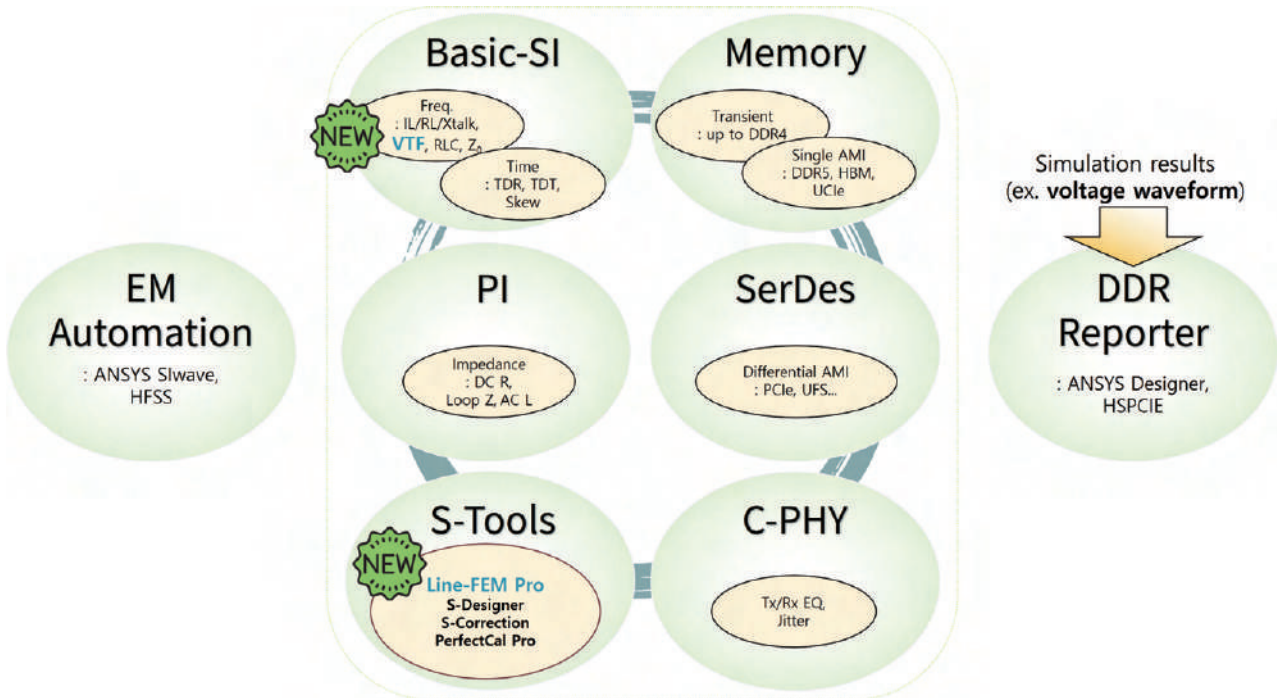 Basic-SI
NEW
Freq.
: IL/RL/Xtalk,
VTF, RLC, Z₀
Time
: TDR, TDT,
Skew
Memory
Transient
: up to DDR4
Single AMI
: DDR5, HBM,
UCIe
Simulation results
(ex. voltage waveform)
EM
Automation
: ANSYS SIwave,
HFSS
PI
Impedance
: DC R,
Loop Z, AC L
SerDes
Differential AMI
: PCIe, UFS...
DDR
Reporter
: ANSYS Designer,
HSPCIE
S-Tools
NEW
Line-FEM Pro
S-Designer
S-Correction
PerfectCal Pro
C-PHY
Tx/Rx EQ,
Jitter